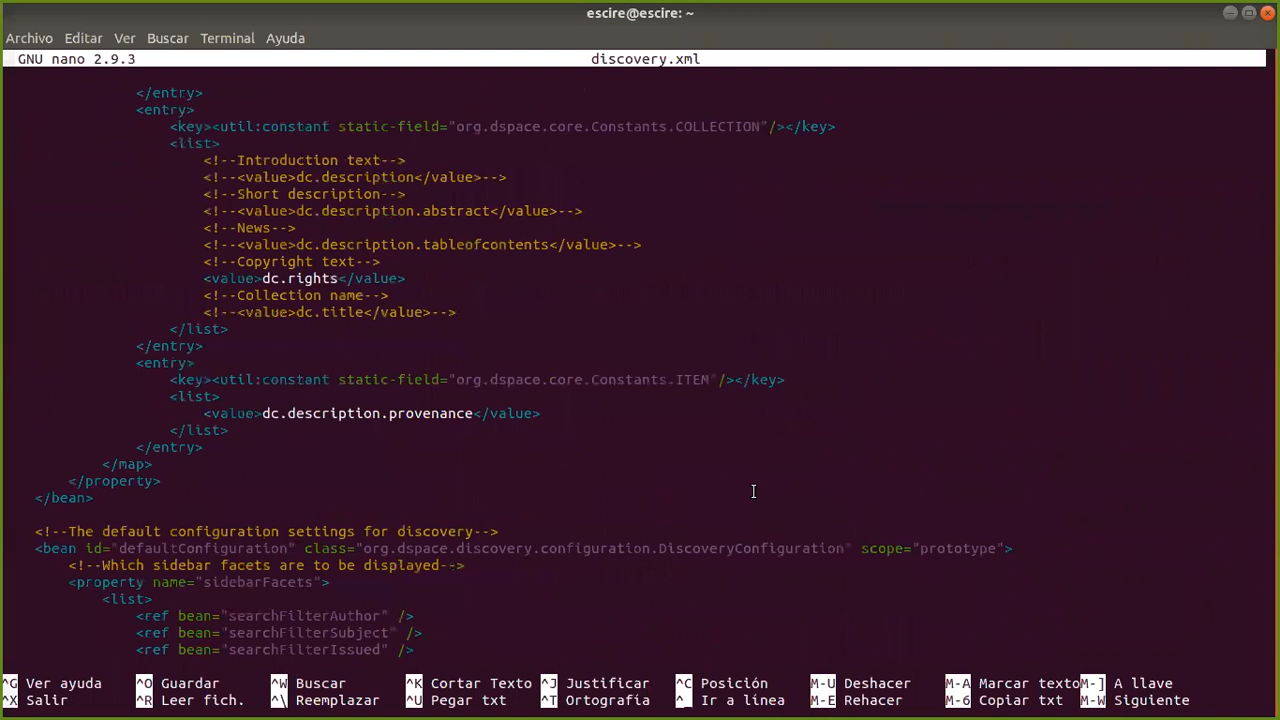 escire@escire: ~
Archivo Editar Ver Buscar Terminal Ayuda
GNU nano 2.9.3 discovery.xml
</entry>
<entry>
<key><util:constant static-field="org.dspace.core.Constants.COLLECTION"/></key>
<list>
<!--Introduction text-->
<!--<value>dc.description</value>-->
<!--Short description-->
<!--<value>dc.description.abstract</value>-->
<!--News-->
<!--<value>dc.description.tableofcontents</value>-->
<!--Copyright text-->
<value>dc.rights</value>
<!--Collection name-->
<!--<value>dc.title</value>-->
</list>
</entry>
<entry>
<key><util:constant static-field="org.dspace.core.Constants.ITEM"/></key>
<list>
<value>dc.description.provenance</value>
</list>
</entry>
</map>
</property>
</bean>
<!--The default configuration settings for discovery-->
<bean id="defaultConfiguration" class="org.dspace.discovery.configuration.DiscoveryConfiguration" scope="prototype">
<!--Which sidebar facets are to be displayed-->
<property name="sidebarFacets">
<list>
<ref bean="searchFilterAuthor" />
<ref bean="searchFilterSubject" />
<ref bean="searchFilterIssued" />
^G Ver ayuda ^O Guardar ^W Buscar ^K Cortar Texto ^J Justificar ^C Posición M-U Deshacer M-A Marcar texto M-] A llave
^X Salir ^R Leer fich. ^\ Reemplazar ^U Pegar txt ^T Ortografía ^_ Ir a línea M-E Rehacer M-6 Copiar txt M-W Siguiente